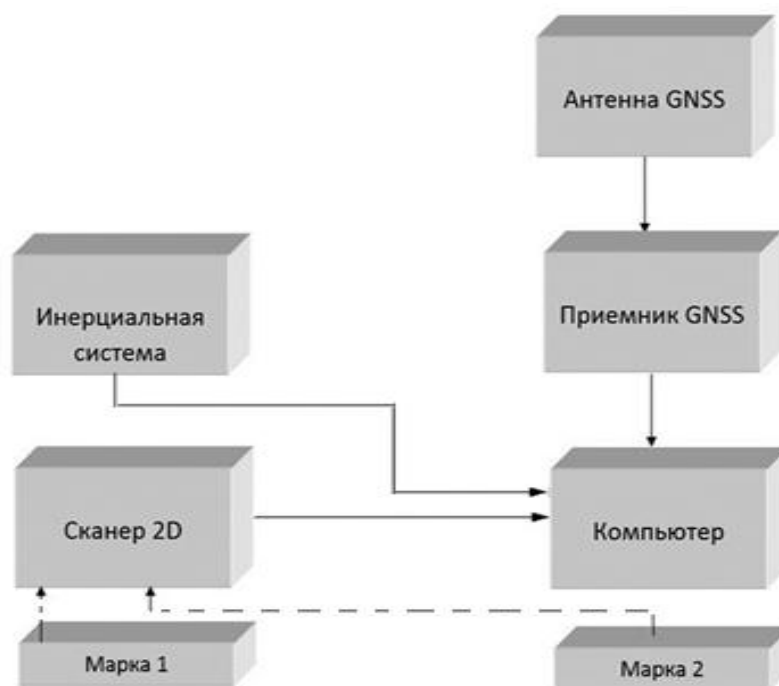 Антенна GNSS
Инерциальная
система
Приемник GNSS
Сканер 2D
Компьютер
Марка 1
Марка 2